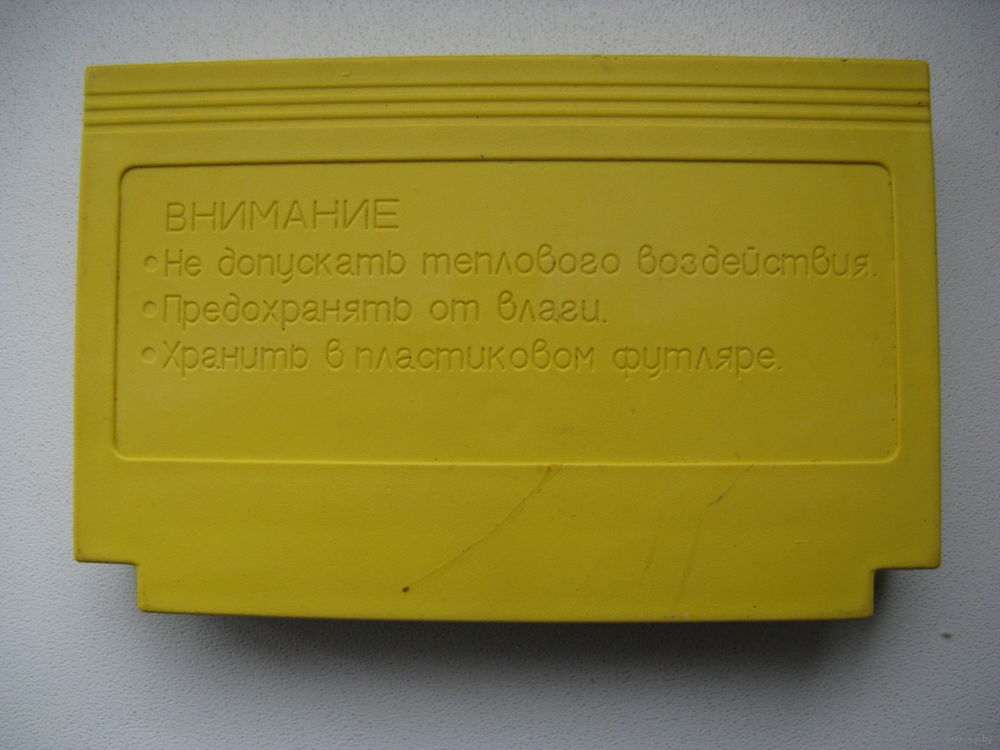 ВНИМАНИЕ
• Не допускать теплового воздействия.
• Предохранять от влаги.
• Хранить в пластиковом футляре.